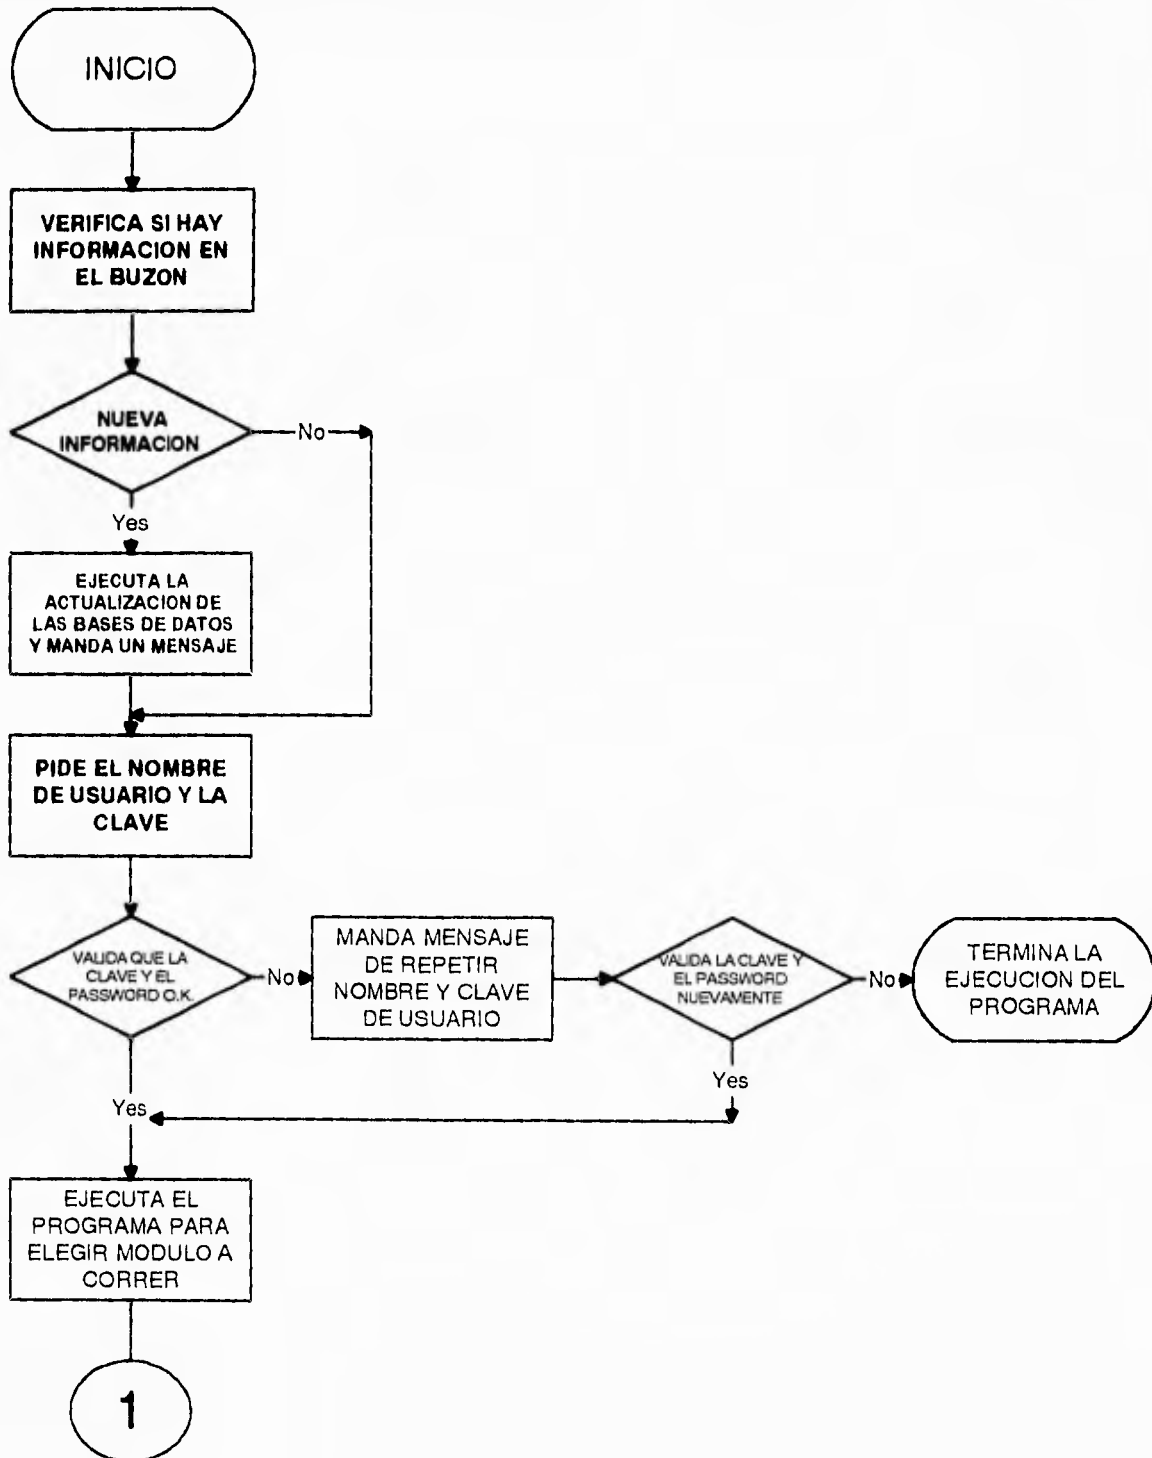 INICIO
VERIFICA SI HAY
INFORMACION EN
EL BUZON
NUEVA
INFORMACION
No
Yes
EJECUTA LA
ACTUALIZACION DE
LAS BASES DE DATOS
Y MANDA UN MENSAJE
PIDE EL NOMBRE
DE USUARIO Y LA
CLAVE
VALIDA QUE LA
CLAVE Y EL
PASSWORD O.K.
No
MANDA MENSAJE
DE REPETIR
NOMBRE Y CLAVE
DE USUARIO
VALIDA LA CLAVE Y
EL PASSWORD
NUEVAMENTE
No
TERMINA LA
EJECUCION DEL
PROGRAMA
Yes
Yes
EJECUTA EL
PROGRAMA PARA
ELEGIR MODULO A
CORRER
1